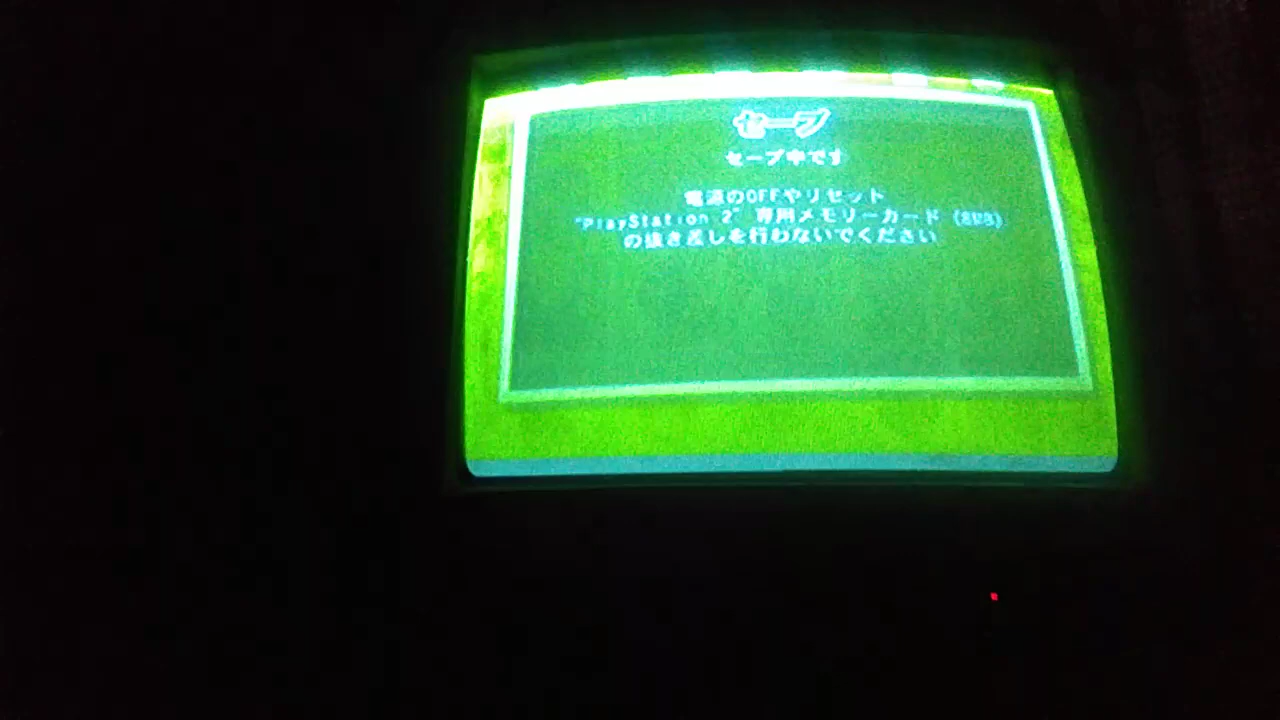 セーブ
セーブ中です
電源のOFFやリセット
"PlayStation 2" 専用メモリーカード (8MB)
の抜き差しを行わないでください